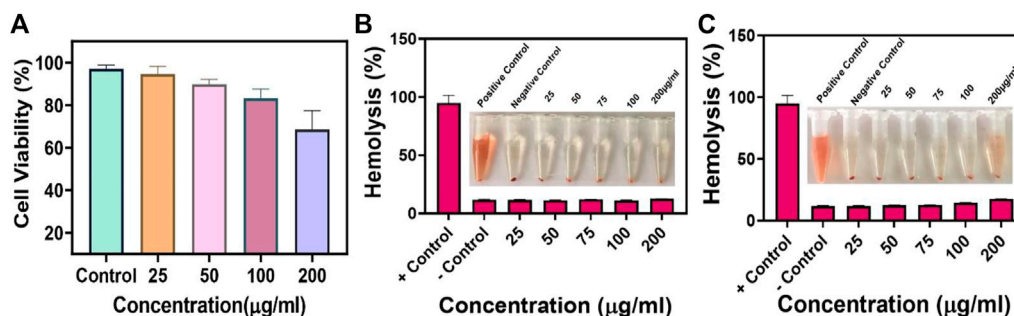 A
Cell Viability (%)
100
80
60
40
20
Control 25 50 100 200
Concentration(µg/ml)
B
Hemolysis (%)
150
100
50
0
Positive Control
Negative Control
25
50
75
100
200µg/ml
+ Control
- Control
25
50
75
100
200
Concentration (µg/ml)
C
Hemolysis (%)
150
100
50
0
Positive Control
Negative Control
25
50
75
100
200µg/ml
+ Control
- Control
25
50
75
100
200
Concentration (µg/ml)